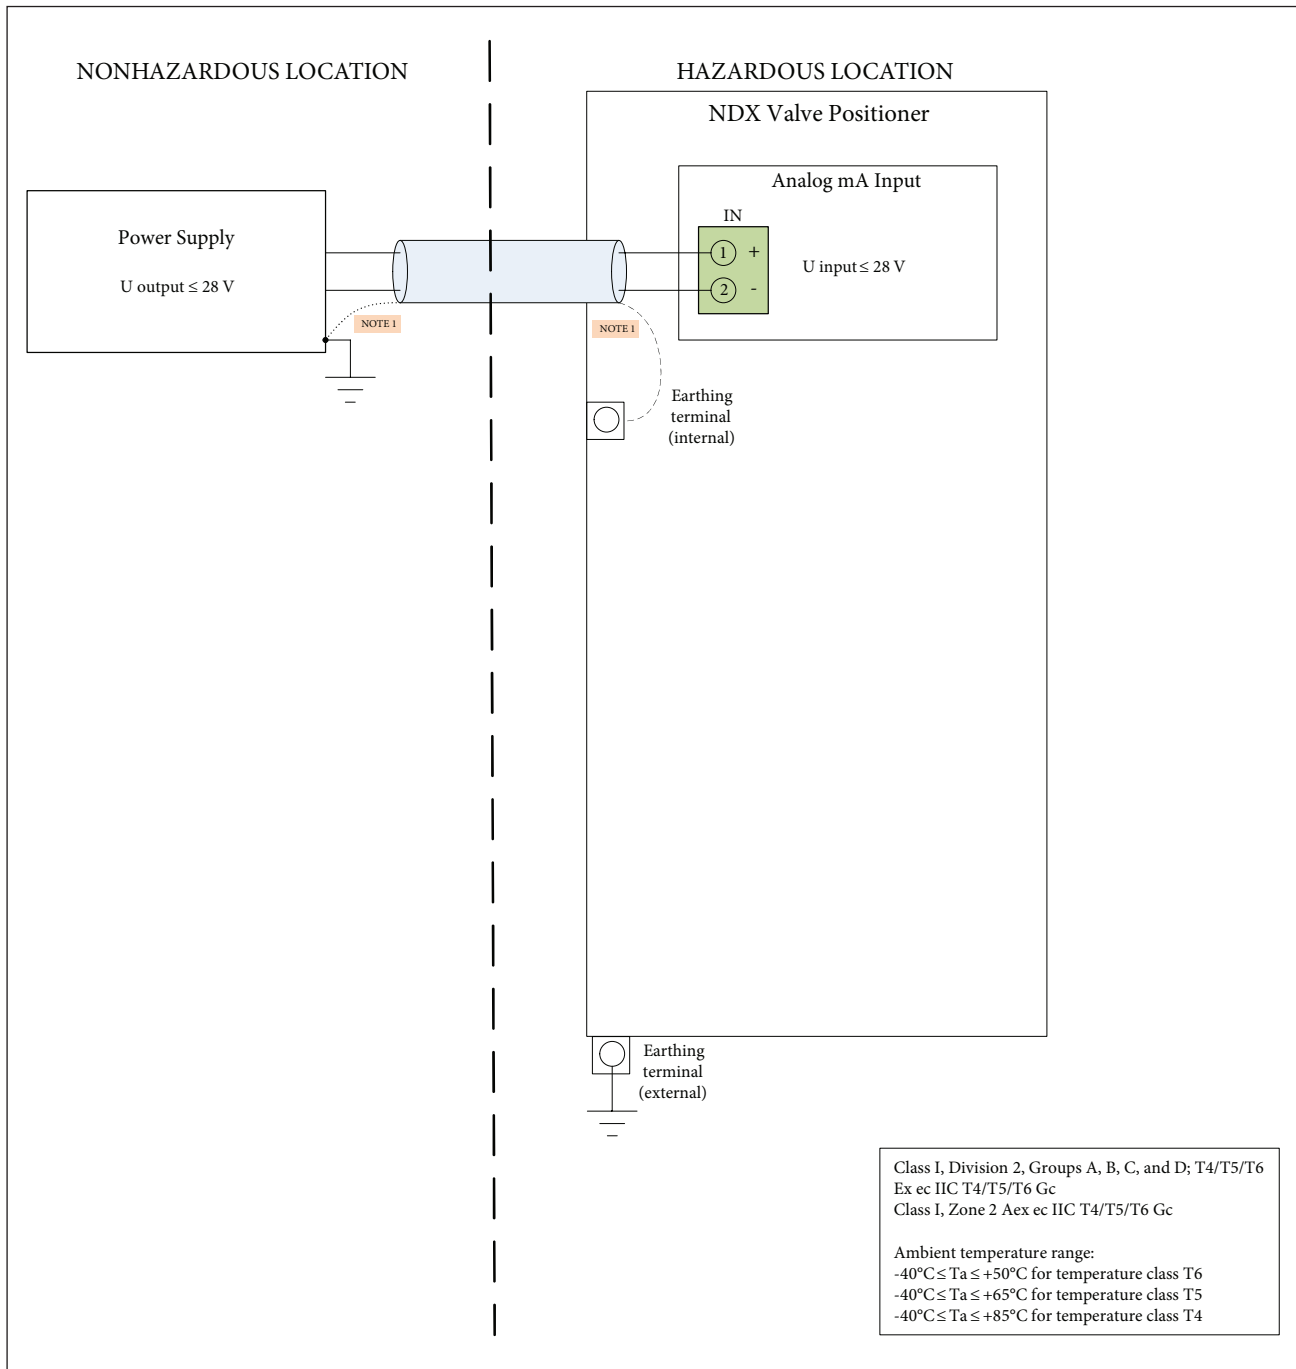 NONHAZARDOUS LOCATION
HAZARDOUS LOCATION
NDX Valve Positioner
Analog mA Input
IN
Power Supply
1 +
U input ≤ 28 V
U output ≤ 28 V
2 -
NOTE 1
NOTE 1
Earthing
terminal
(internal)
Earthing
terminal
(external)
Class I, Division 2, Groups A, B, C, and D; T4/T5/T6
Ex ec IIC T4/T5/T6 Gc
Class I, Zone 2 Aex ec IIC T4/T5/T6 Gc
Ambient temperature range:
-40°C ≤ Ta ≤ +50°C for temperature class T6
-40°C ≤ Ta ≤ +65°C for temperature class T5
-40°C ≤ Ta ≤ +85°C for temperature class T4